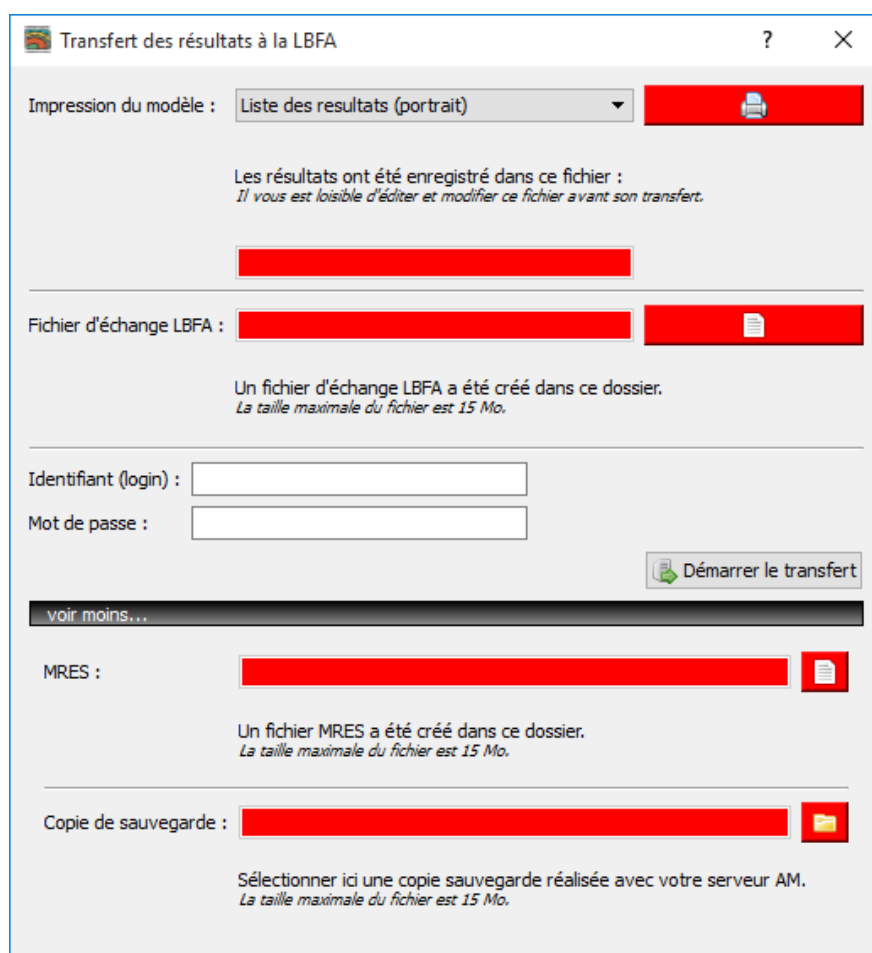 Transfert des résultats à la LBFA ?
Impression du modèle : Liste des resultats (portrait)
Les résultats ont été enregistré dans ce fichier :
Il vous est loisible d'éditer et modifier ce fichier avant son transfert.
Fichier d'échange LBFA :
Un fichier d'échange LBFA a été créé dans ce dossier.
La taille maximale du fichier est 15 Mo.
Identifiant (login) :
Mot de passe :
Démarrer le transfert
voir moins...
MRES :
Un fichier MRES a été créé dans ce dossier.
La taille maximale du fichier est 15 Mo.
Copie de sauvegarde :
Sélectionner ici une copie sauvegarde réalisée avec votre serveur AM.
La taille maximale du fichier est 15 Mo.